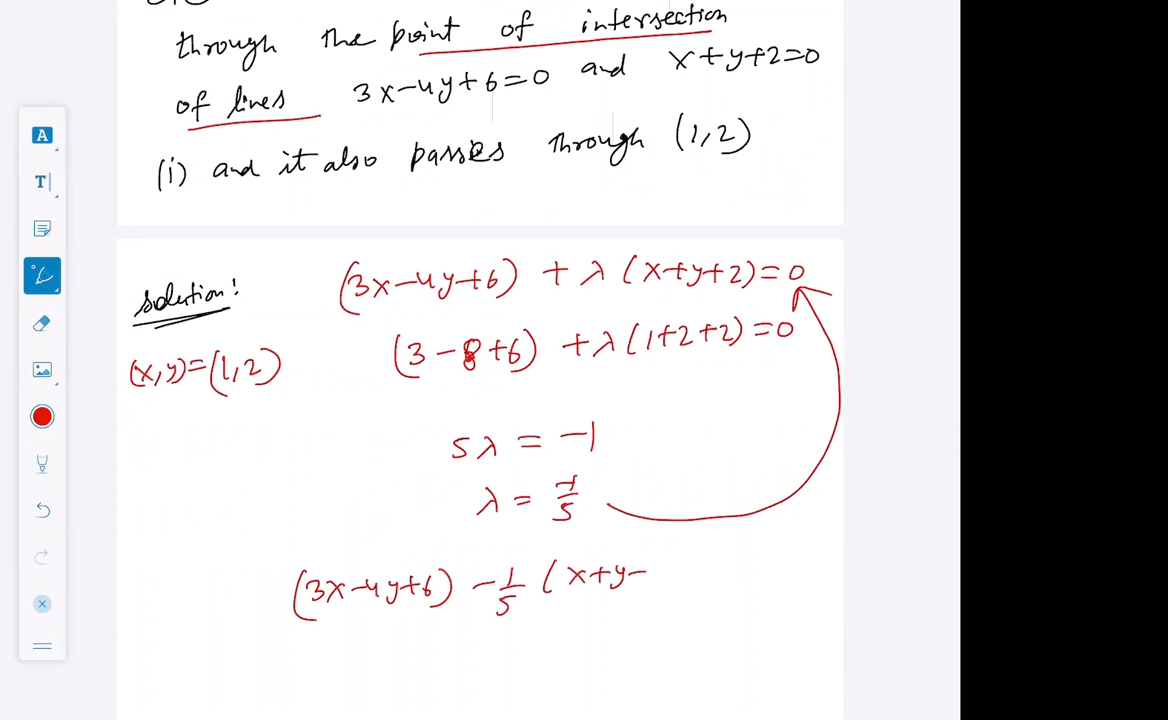 through the point of intersection
of lines 3x-4y+6=0 and x+y+2=0
(i) and it also passes through (1,2)
solution! (3x-4y+6) + λ (x+y+2)=0
(3-8+6) +λ(1+2+2)=0
(x,y)=(1,2)
5λ = -1
λ = -1/5
(3x-4y+6) -1/5 (x+y-
A
T|